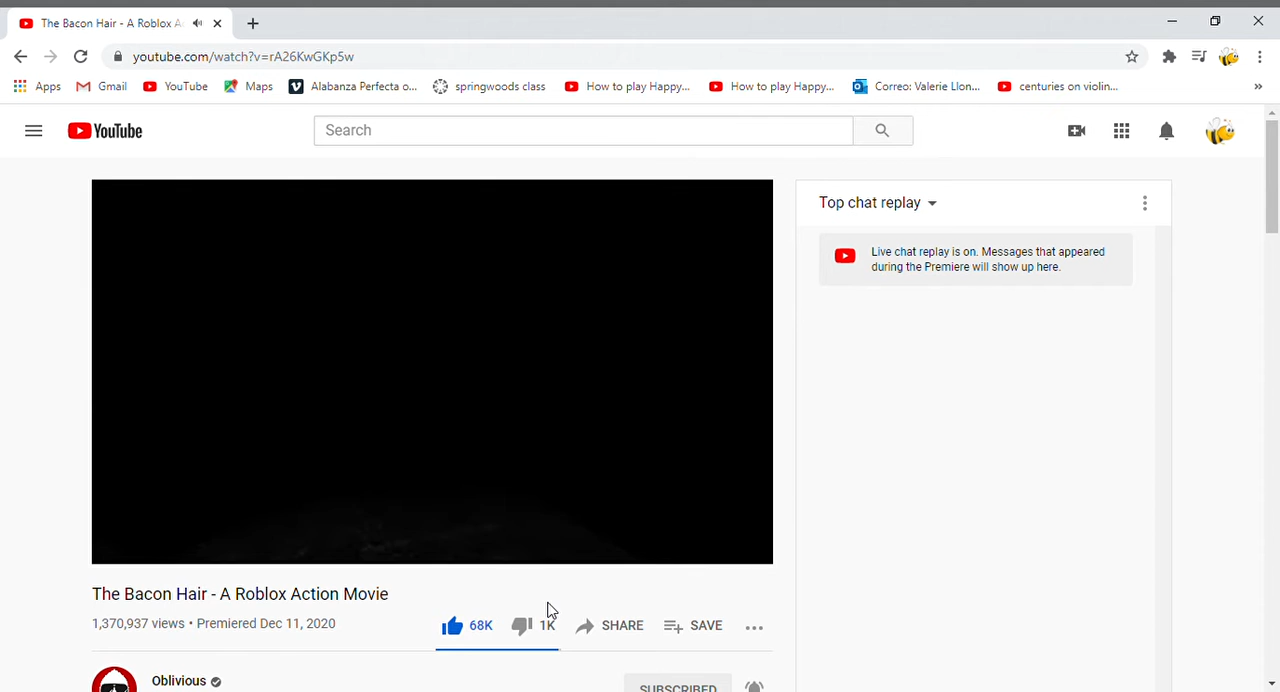 The Bacon Hair - A Roblox A
youtube.com/watch?v=rA26KwGKp5w
Apps Gmail YouTube Maps Alabanza Perfecta o... springwoods class How to play Happy... How to play Happy... Correo: Valerie Llon... centuries on violin... »
YouTube Search
Top chat replay
Live chat replay is on. Messages that appeared
during the Premiere will show up here.
The Bacon Hair - A Roblox Action Movie
1,370,937 views • Premiered Dec 11, 2020
68K 1K SHARE SAVE ...
Oblivious
SUBSCRIBED